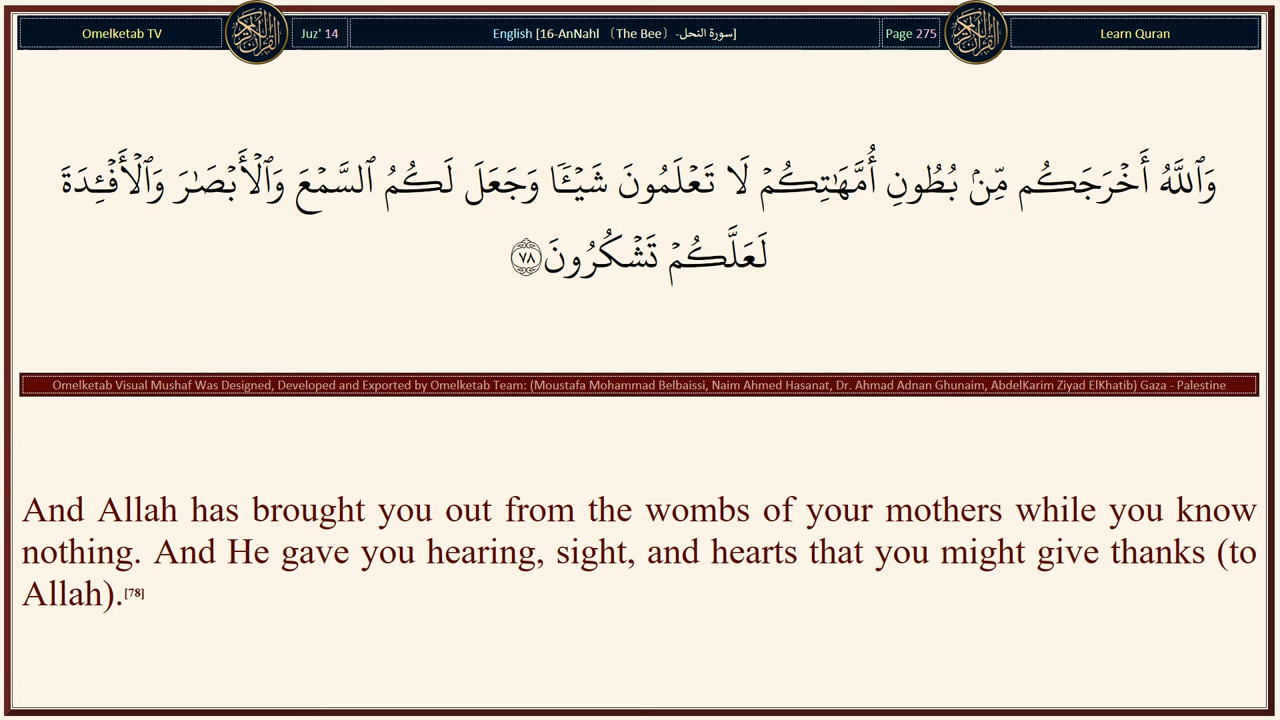 Omelketab TV
Juz' 14
English [16-AnNahl （The Bee） -سورة النحل]
Page 275
Learn Quran
وَٱللَّهُ أَخۡرَجَكُم مِّنۢ بُطُونِ أُمَّهَٰتِكُمۡ لَا تَعۡلَمُونَ شَيۡـٔٗا وَجَعَلَ لَكُمُ ٱلسَّمۡعَ وَٱلۡأَبۡصَٰرَ وَٱلۡأَفۡـِٔدَةَ
لَعَلَّكُمۡ تَشۡكُرُونَ ٧٨
Omelketab Visual Mushaf Was Designed, Developed and Exported by Omelketab Team: (Moustafa Mohammad Belbaissi, Naim Ahmed Hasanat, Dr. Ahmad Adnan Ghunaim, AbdelKarim Ziyad ElKhatib) Gaza - Palestine
And Allah has brought you out from the wombs of your mothers while you know
nothing. And He gave you hearing, sight, and hearts that you might give thanks (to
Allah).[78]